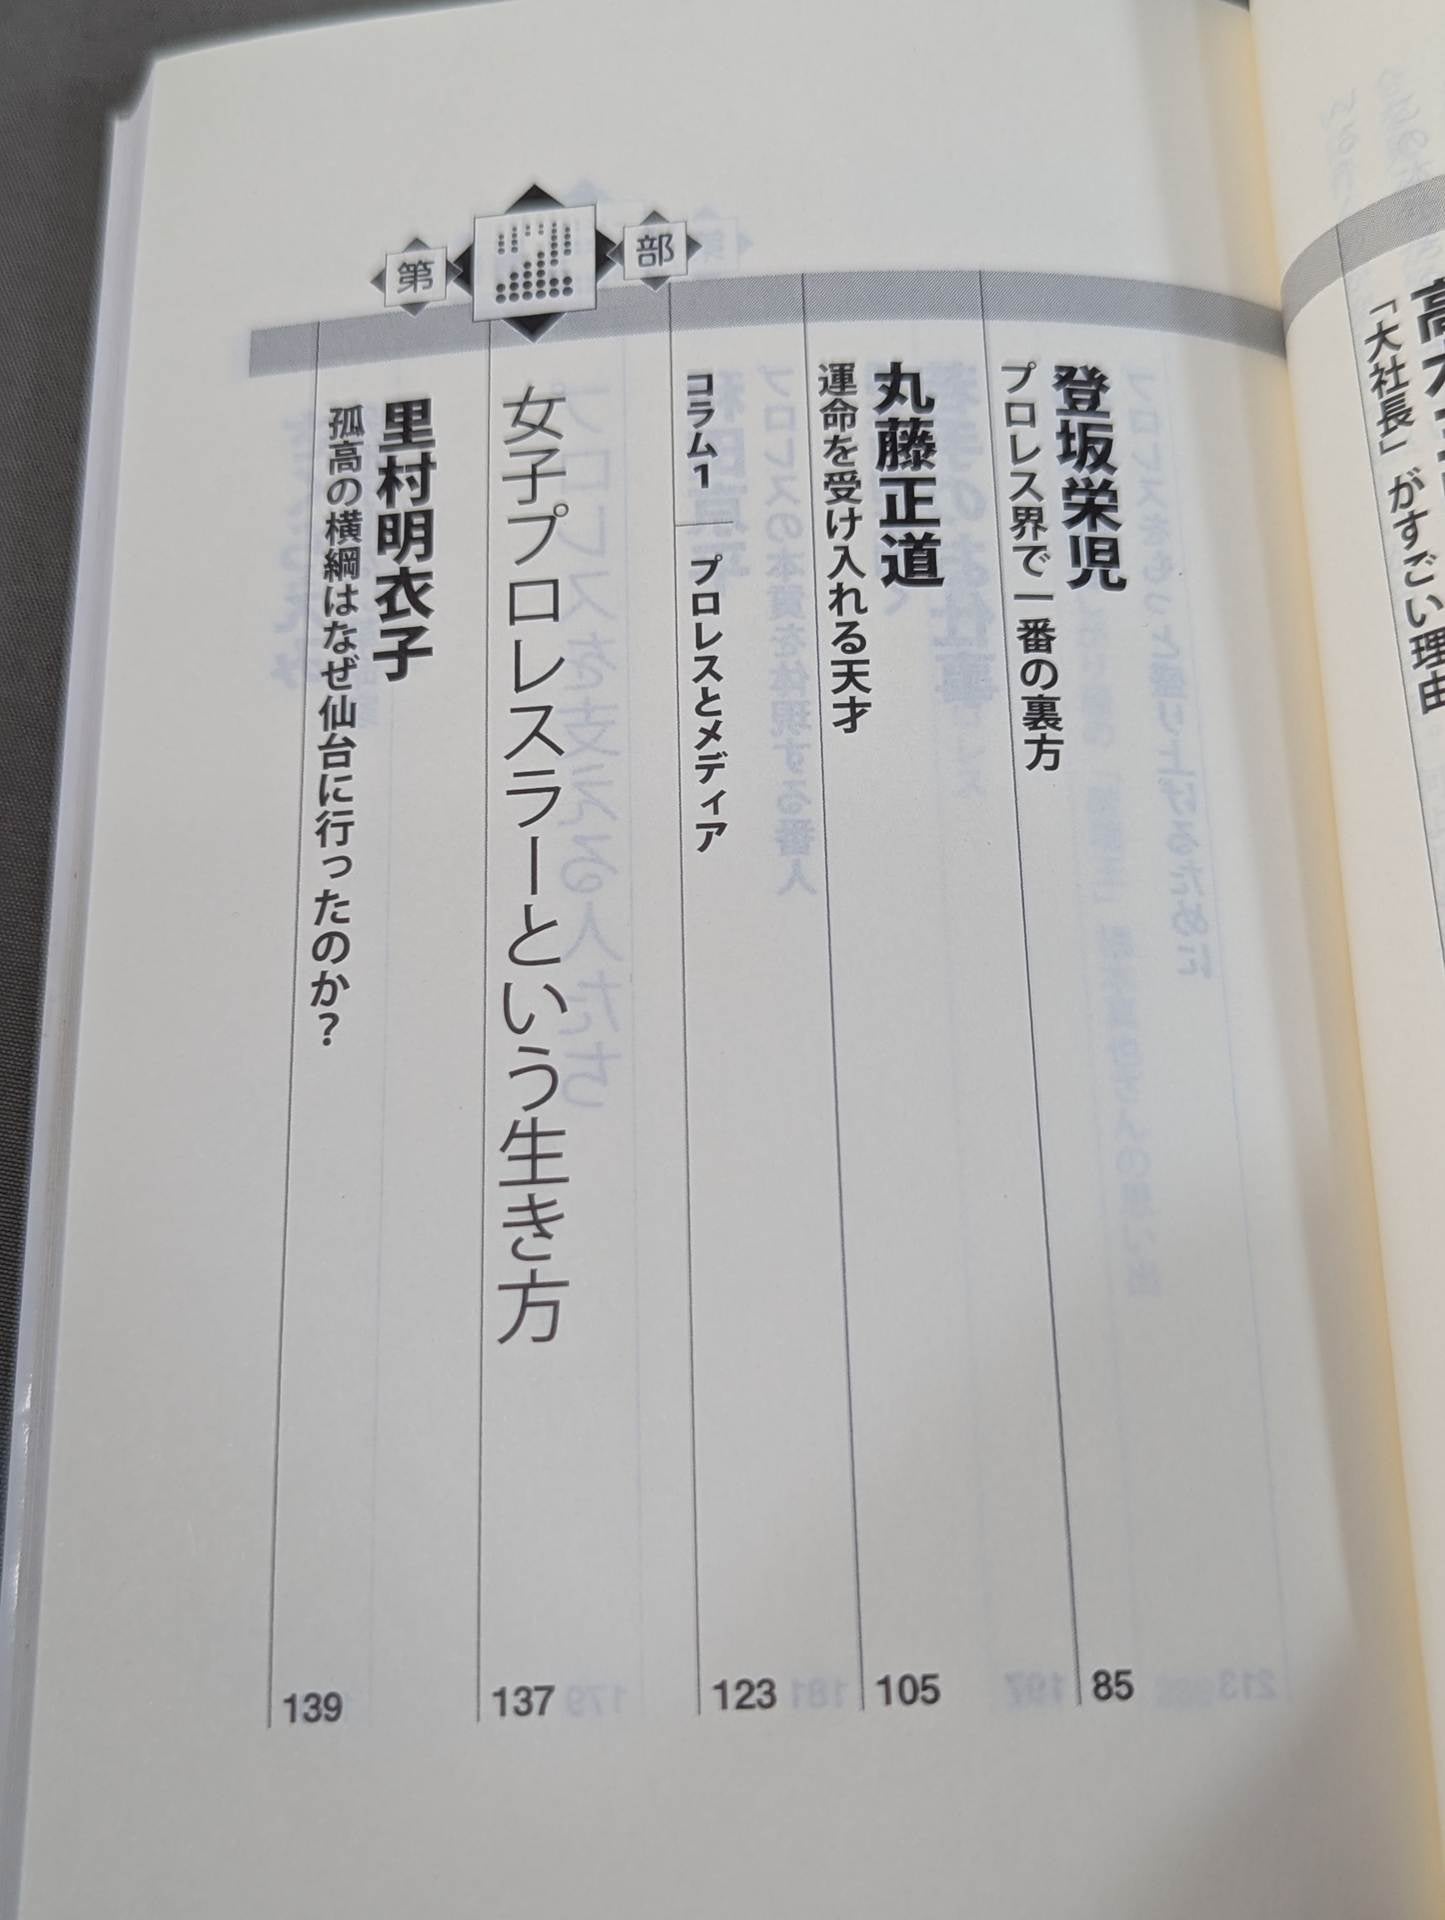 「大社長」がすごい理由
登坂栄児
プロレス界で一番の裏方
85
丸藤正道
運命を受け入れる天才
105
コラム1
プロレスとメディア
123
第2部
女子プロレスラーという生き方
137
里村明衣子
孤高の横綱はなぜ仙台に行ったのか?
139